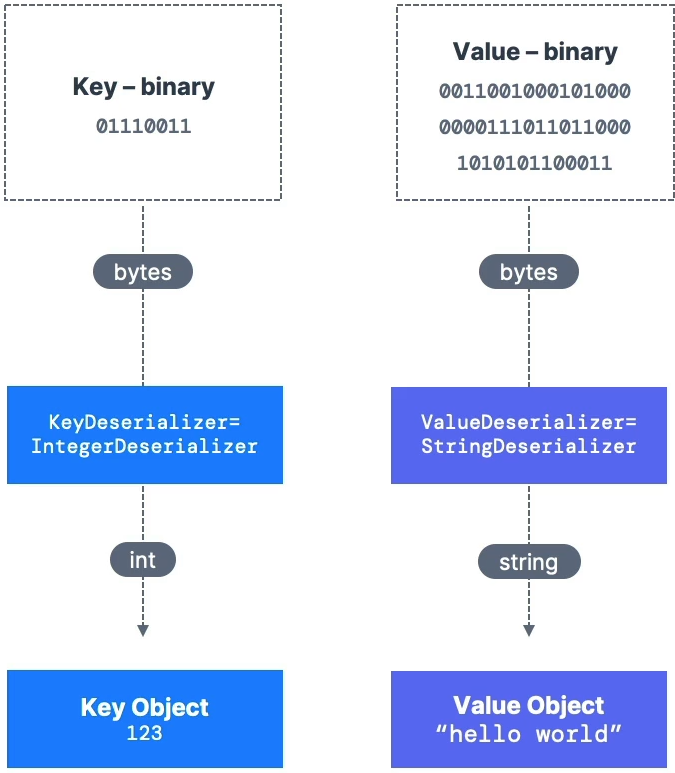 Key – binary
01110011
Value – binary
0011001000101000
0000111011011000
1010101100011
bytes
bytes
KeyDeserializer=
IntegerDeserializer
ValueDeserializer=
StringDeserializer
int
string
Key Object
123
Value Object
“hello world”